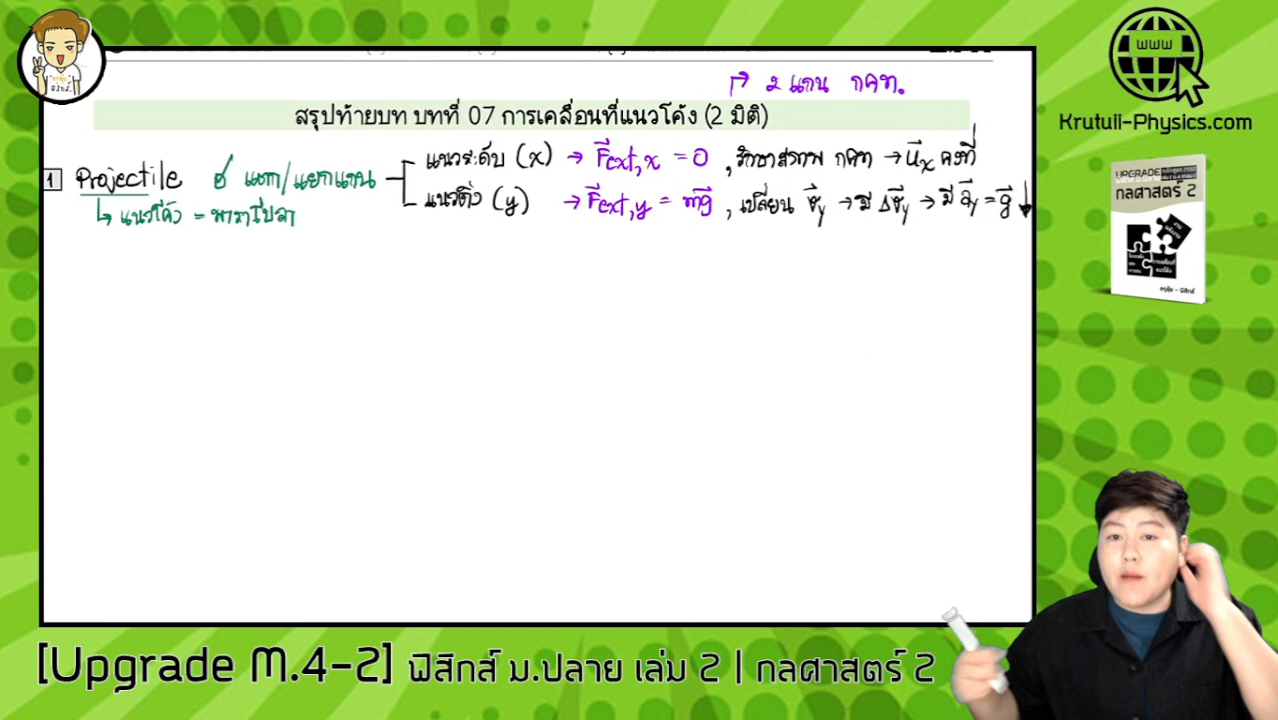 www
Krutuii-Physics.com
↱ 2 แกน กคท.
สรุปท้ายบท บทที่ 07 การเคลื่อนที่แนวโค้ง (2 มิติ)
1 Projectile แตก/แยกแกน
แนวระดับ (x) → F⃗ext,x = 0 , รักษาสภาพ กคท → u⃗x คงที่
แนวดิ่ง (y) → F⃗ext,y = mg⃗ , เปลี่ยน v⃗y → มี Δv⃗y → มี a⃗y = g⃗ ↓
↳ แนวโค้ง = พาราโบลา
UPGRADE
กลศาสตร์ 2
[Upgrade M.4-2] ฟิสิกส์ ม.ปลาย เล่ม 2 | กลศาสตร์ 2